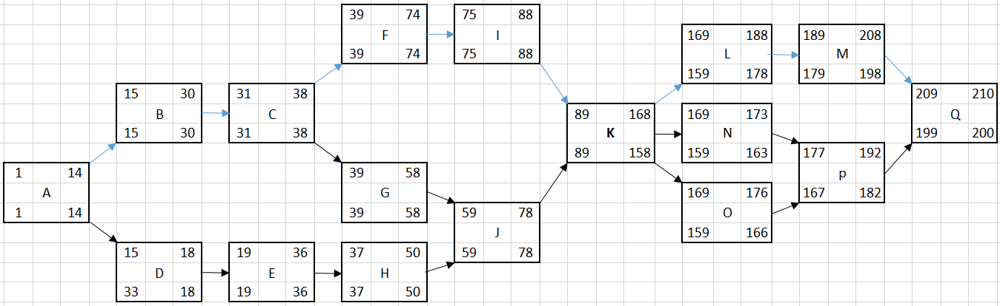 39 74
F
39 74
75 88
I
75 88
169 188
L
159 178
189 208
M
179 198
15 30
B
15 30
31 38
C
31 38
89 168
K
89 158
169 173
N
159 163
209 210
Q
199 200
1 14
A
1 14
39 58
G
39 58
177 192
p
167 182
59 78
J
59 78
169 176
O
159 166
15 18
D
33 18
19 36
E
19 36
37 50
H
37 50